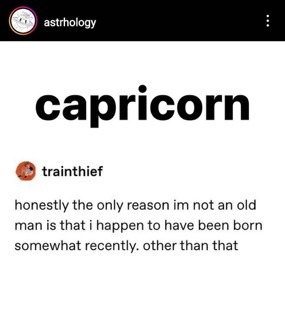 astrhology
capricorn
trainthief
honestly the only reason im not an old
man is that i happen to have been born
somewhat recently. other than that